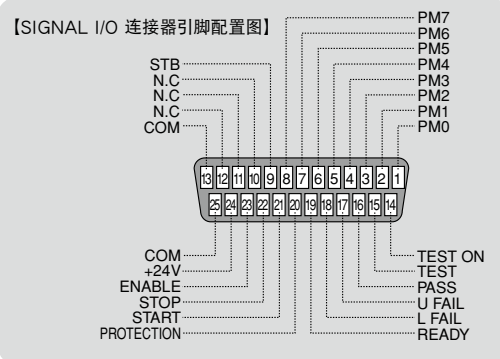 【SIGNAL I/O 连接器引脚配置图】
PM7
PM6
PM5
PM4
PM3
PM2
PM1
PM0
STB
N.C
N.C
N.C
COM
13 12 11 10 9 8 7 6 5 4 3 2 1
25 24 23 22 21 20 19 18 17 16 15 14
COM
+24V
ENABLE
STOP
START
PROTECTION
TEST ON
TEST
PASS
U FAIL
L FAIL
READY